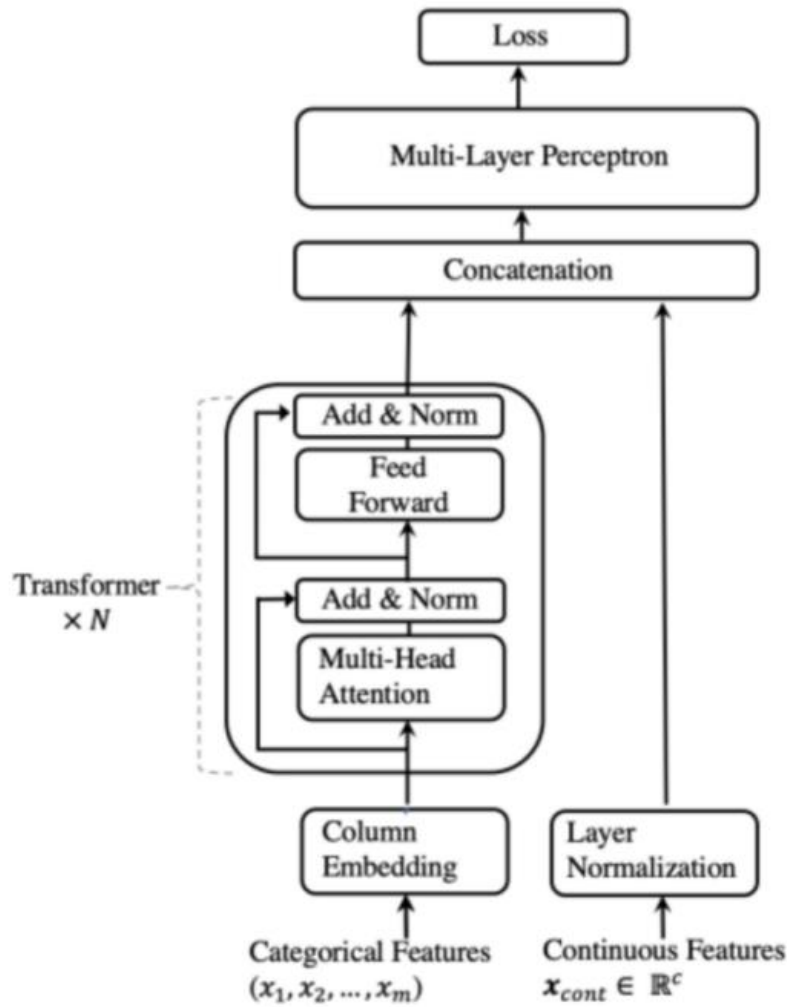 Loss
Multi-Layer Perceptron
Concatenation
Add & Norm
Feed
Forward
Transformer
× N
Add & Norm
Multi-Head
Attention
Column
Embedding
Layer
Normalization
Categorical Features
(x₁, x₂, ..., xₘ)
Continuous Features
x_cont ∈ ℝᶜ